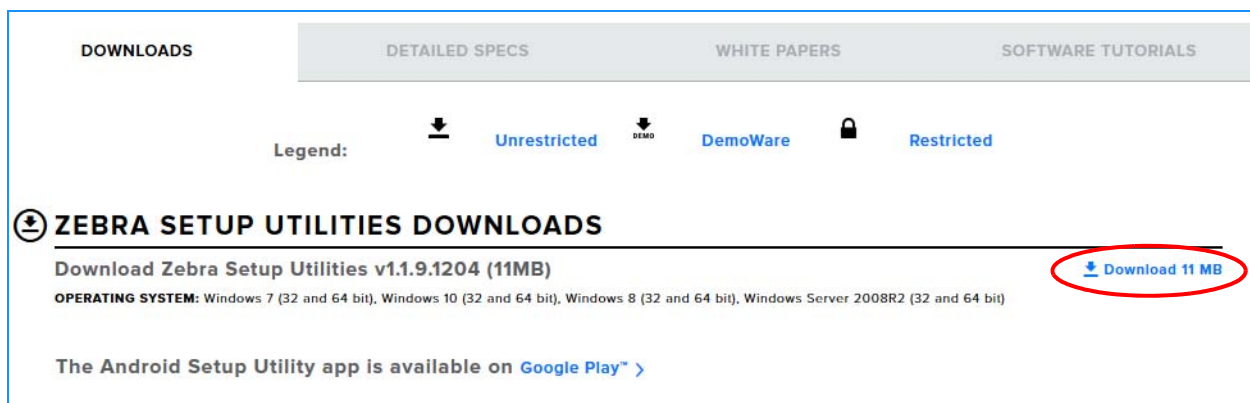 DOWNLOADS DETAILED SPECS WHITE PAPERS SOFTWARE TUTORIALS
Legend: Unrestricted DEMO DemoWare Restricted
ZEBRA SETUP UTILITIES DOWNLOADS
Download Zebra Setup Utilities v1.1.9.1204 (11MB) Download 11 MB
OPERATING SYSTEM: Windows 7 (32 and 64 bit), Windows 10 (32 and 64 bit), Windows 8 (32 and 64 bit), Windows Server 2008R2 (32 and 64 bit)
The Android Setup Utility app is available on Google Play™ >